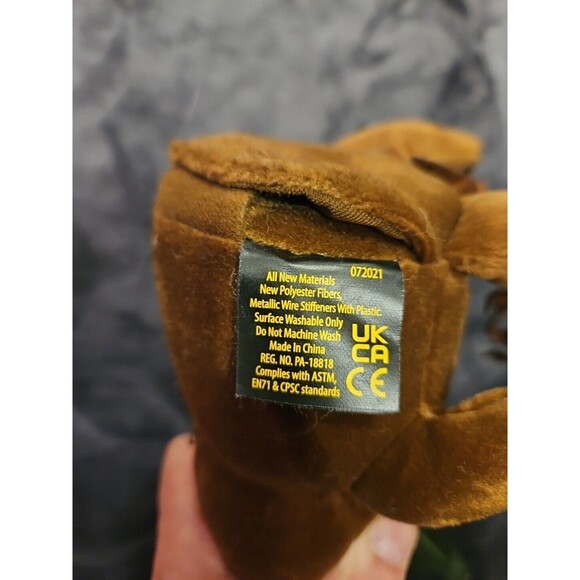 072021
All New Materials
New Polyester Fibers,
Metallic Wire Stiffeners With Plastic.
Surface Washable Only
Do Not Machine Wash
Made in China
REG. NO. PA-18818
Complies with ASTM,
EN71 & CPSC standards
UK
CA
CE